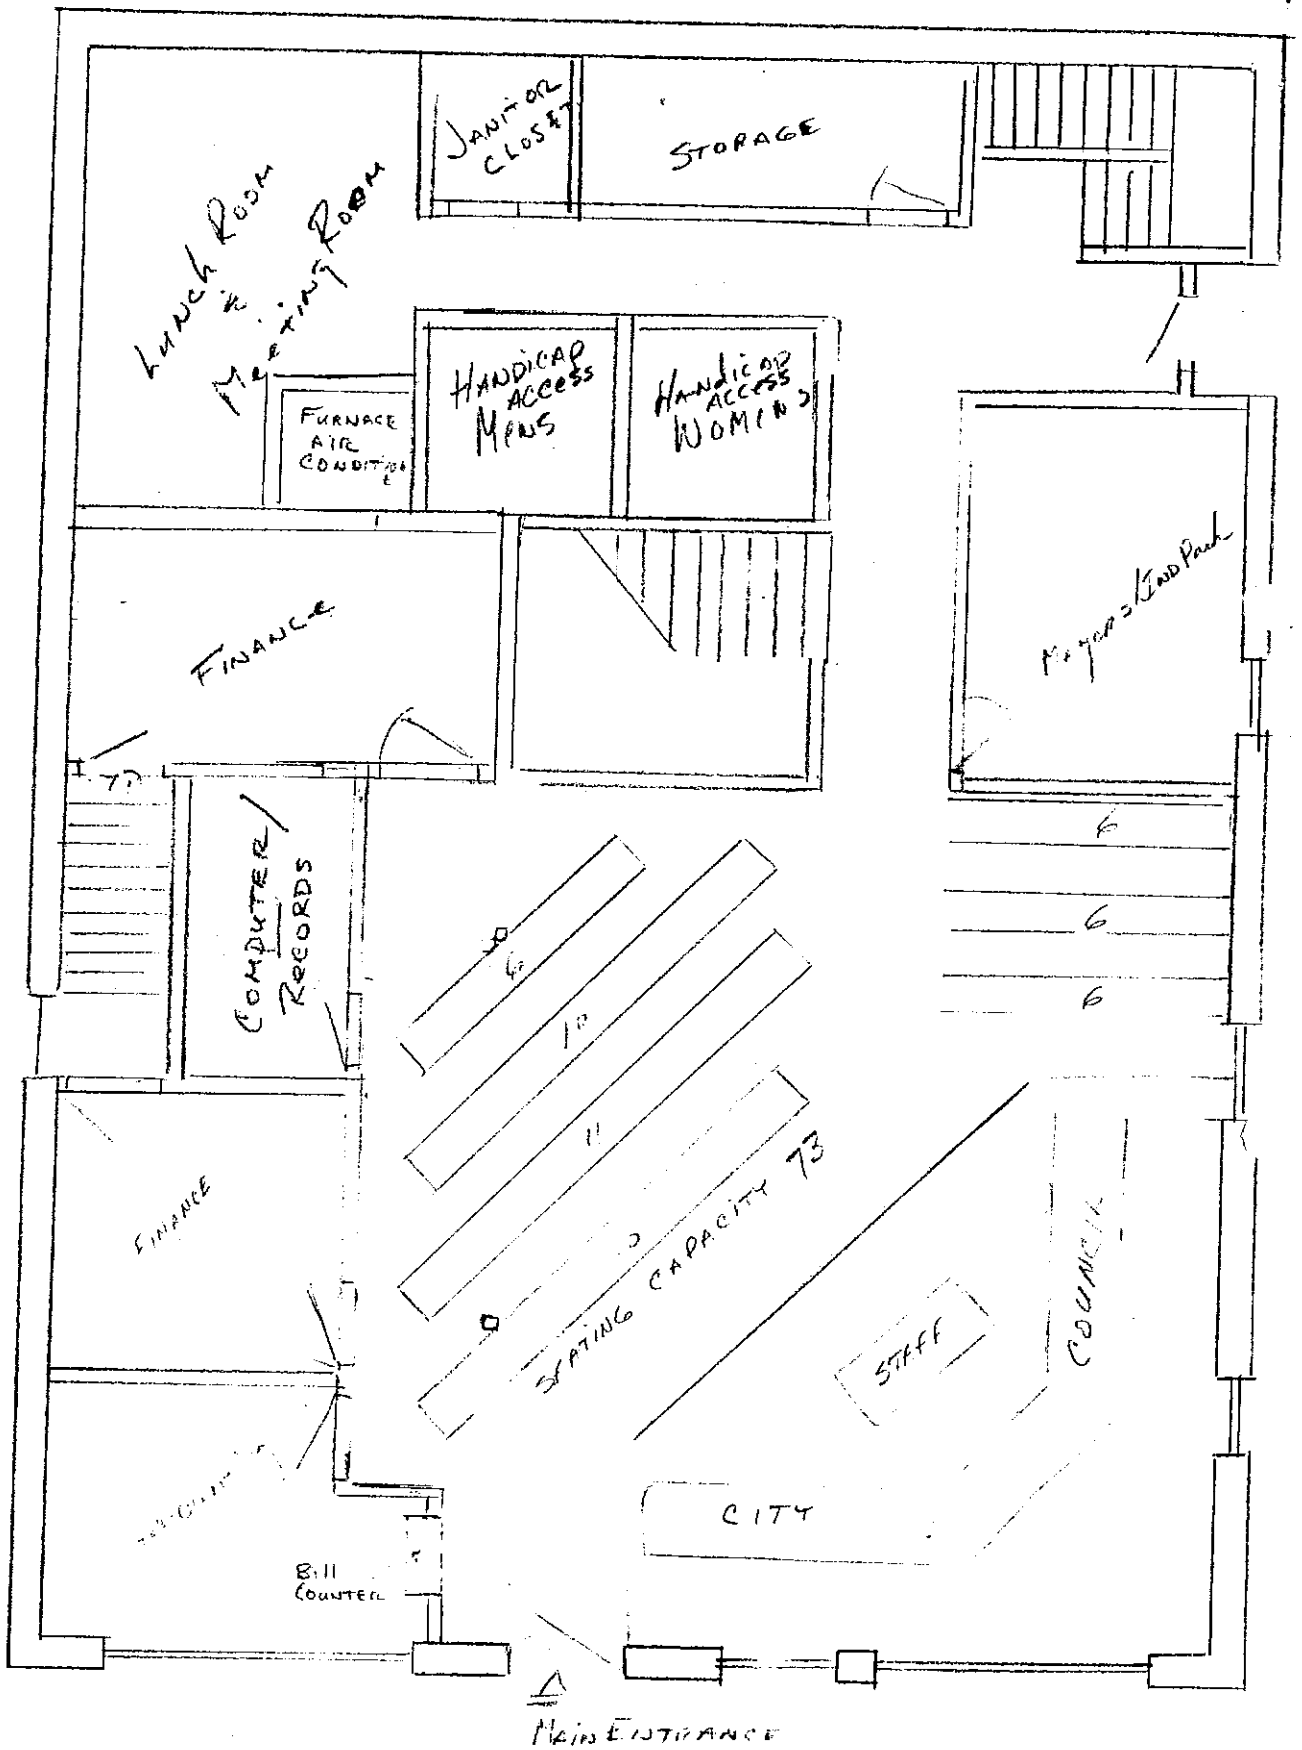 JANITOR
CLOSET
STORAGE
LUNCH ROOM
&
Meeting Room
HANDICAP
ACCESS
MENS
HANDICAP
ACCESS
WOMENS
FURNACE
AIR
CONDITION
FINANCE
COMPUTER/
RECORDS
6
6
6
6
10
11
SEATING CAPACITY 73
FINANCE
STAFF
COUNCIL
CITY
Bill
COUNTER
MAIN ENTRANCE